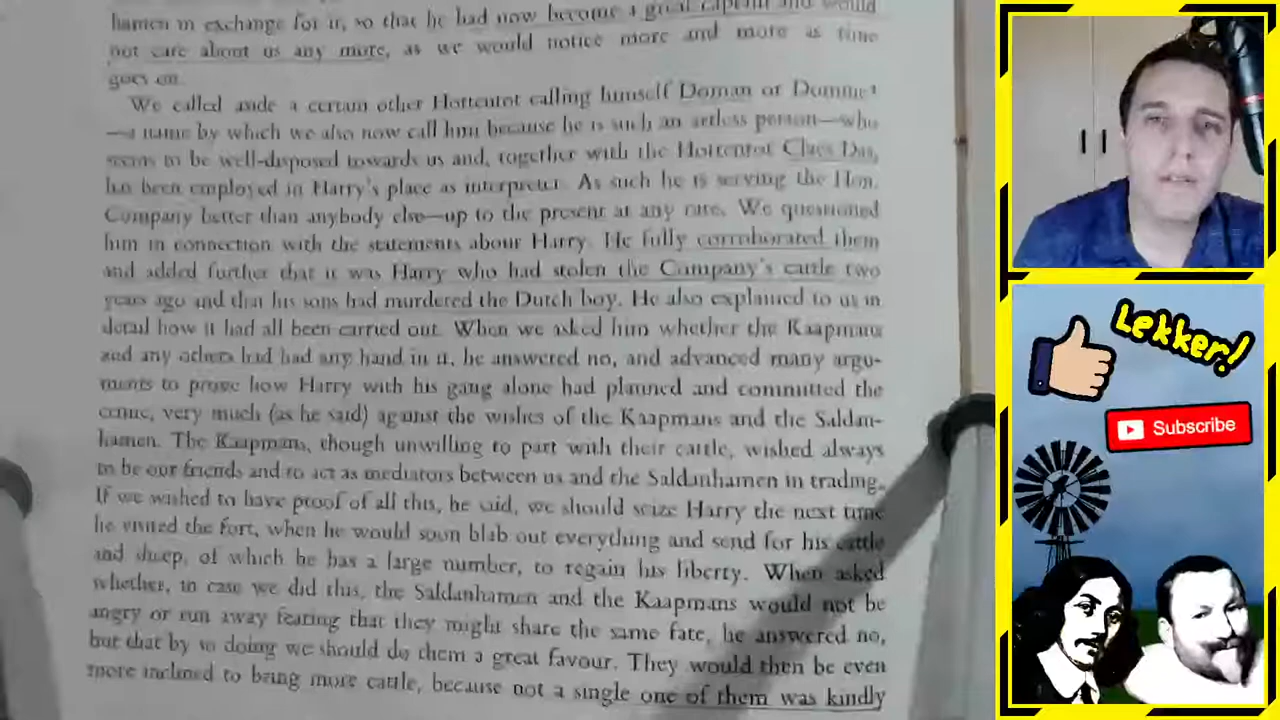 hamen in exchange for it, so that he had now become a great captain and would
not care about us any more, as we would notice more and more as time
goes on.
We called aside a certain other Hottentot calling himself Doman or Dominee
—a name by which we also now call him because he is such an artless person—who
seems to be well-disposed towards us and, together with the Hottentot Claes Das,
has been employed in Harry's place as interpreter. As such he is serving the Hon.
Company better than anybody else—up to the present at any rate. We questioned
him in connection with the statements about Harry. He fully corroborated them
and added further that it was Harry who had stolen the Company's cattle two
years ago and that his sons had murdered the Dutch boy. He also explained to us in
detail how it had all been carried out. When we asked him whether the Kaapmans
and any others had had any hand in it, he answered no, and advanced many argu-
ments to prove how Harry with his gang alone had planned and committed the
crime, very much (as he said) against the wishes of the Kaapmans and the Saldan-
hamen. The Kaapmans, though unwilling to part with their cattle, wished always
to be our friends and to act as mediators between us and the Saldanhamen in trading.
If we wished to have proof of all this, he said, we should seize Harry the next time
he visited the fort, when he would soon blab out everything and send for his cattle
and sheep, of which he has a large number, to regain his liberty. When asked
whether, in case we did this, the Saldanhamen and the Kaapmans would not be
angry or run away fearing that they might share the same fate, he answered no,
but that by so doing we should do them a great favour. They would then be even
more inclined to bring more cattle, because not a single one of them was kindly
Lekker!
Subscribe